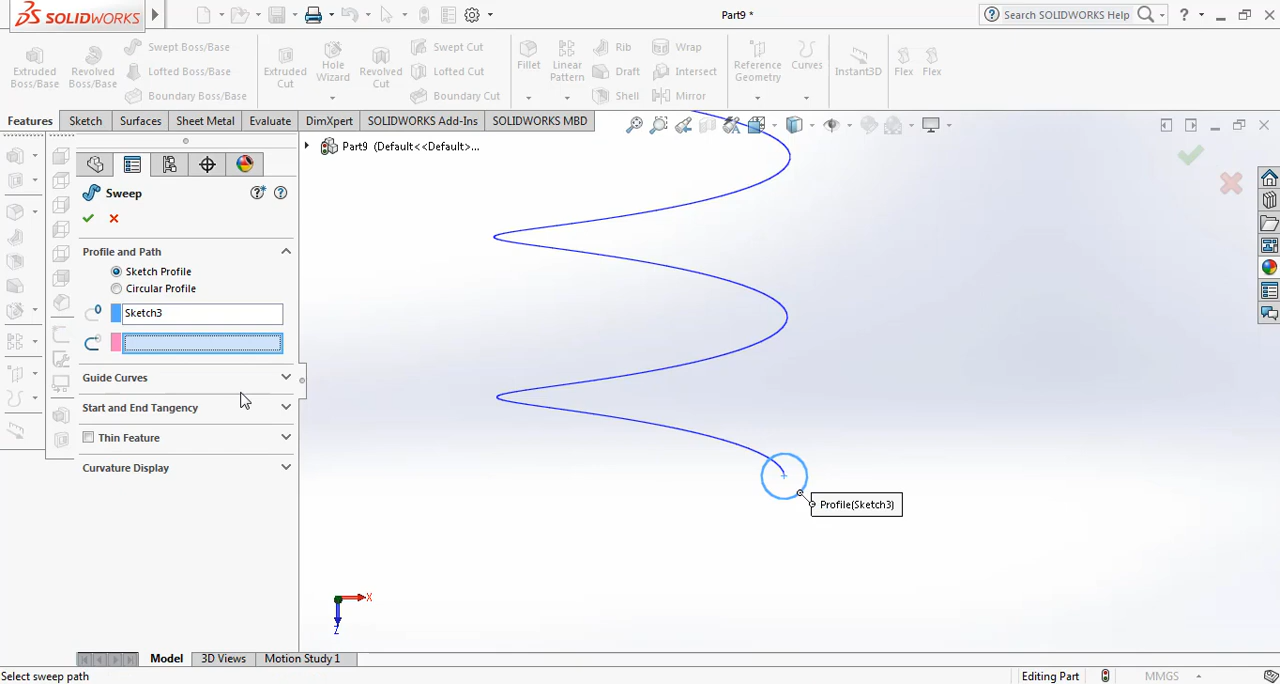 SOLIDWORKS
Part9 *
Search SOLIDWORKS Help
Extruded Boss/Base
Revolved Boss/Base
Swept Boss/Base
Lofted Boss/Base
Boundary Boss/Base
Extruded Cut
Hole Wizard
Revolved Cut
Swept Cut
Lofted Cut
Boundary Cut
Fillet
Linear Pattern
Rib
Draft
Shell
Wrap
Intersect
Mirror
Reference Geometry
Curves
Instant3D
Flex
Flex
Features
Sketch
Surfaces
Sheet Metal
Evaluate
DimXpert
SOLIDWORKS Add-Ins
SOLIDWORKS MBD
Part9 (Default<<Default>...
Sweep
Profile and Path
Sketch Profile
Circular Profile
Sketch3
Guide Curves
Start and End Tangency
Thin Feature
Curvature Display
Profile(Sketch3)
X
Z
Model
3D Views
Motion Study 1
Select sweep path
Editing Part
MMGS